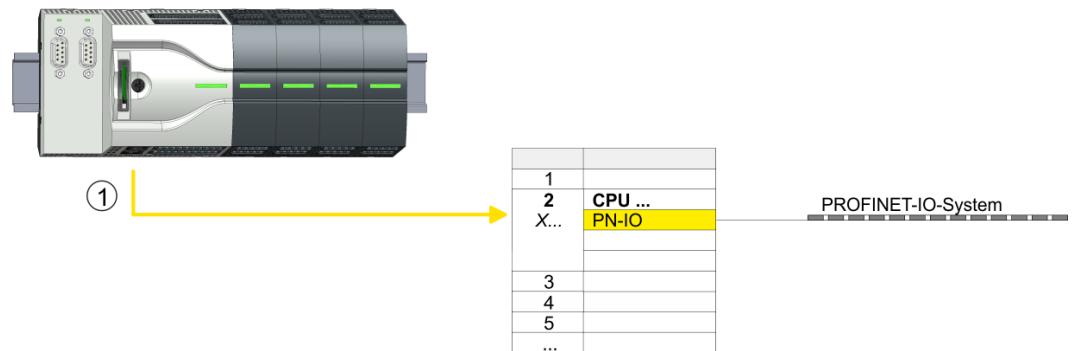 ①
1
2 CPU ...
X... PN-IO
PROFINET-IO-System
3
4
5
...